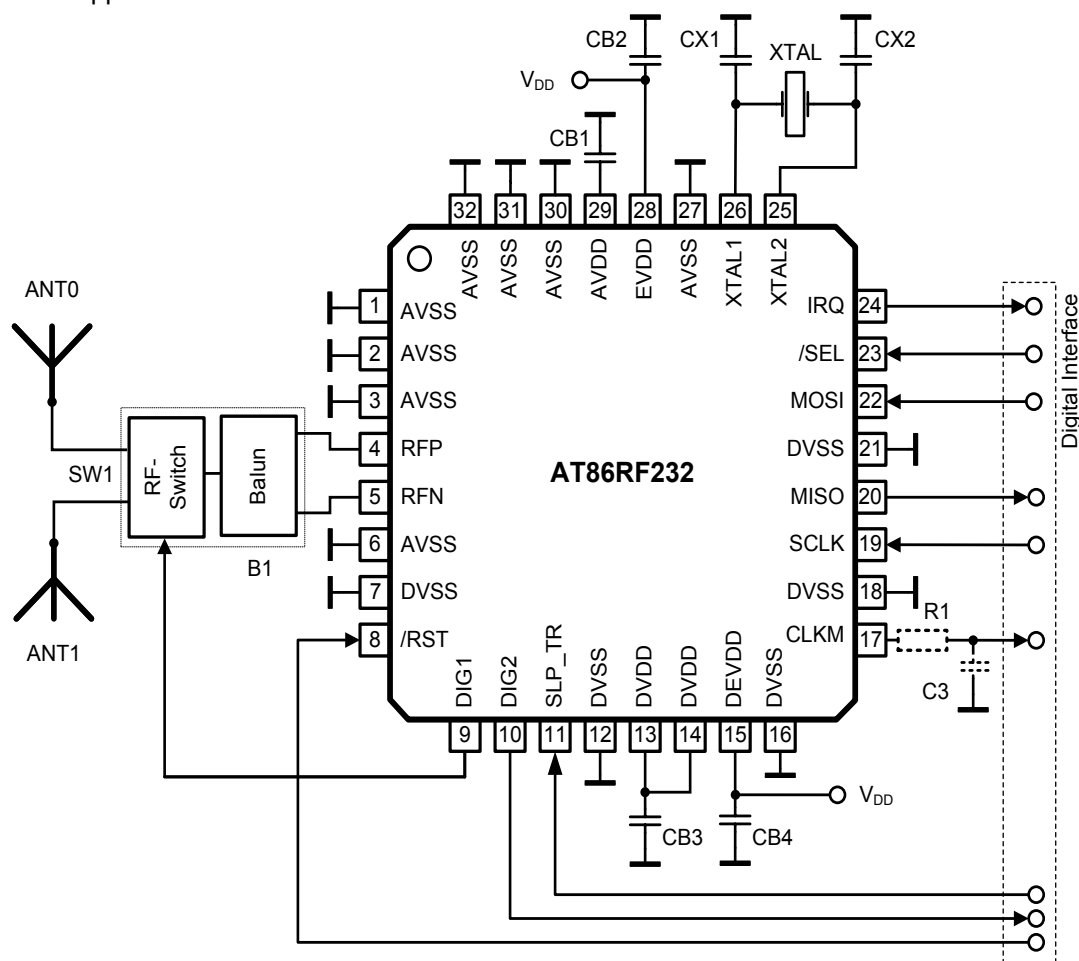 CB2
CX1
XTAL
CX2
VDD
CB1
32
31
30
29
28
27
26
25
AVSS
AVSS
AVSS
AVDD
EVDD
AVSS
XTAL1
XTAL2
ANT0
ANT1
SW1
RF-
Switch
Balun
B1
1 AVSS
2 AVSS
3 AVSS
4 RFP
5 RFN
6 AVSS
7 DVSS
8 /RST
AT86RF232
IRQ 24
/SEL 23
MOSI 22
DVSS 21
MISO 20
SCLK 19
DVSS 18
CLKM 17
R1
C3
Digital Interface
DIG1
DIG2
SLP_TR
DVSS
DVDD
DVDD
DEVDD
DVSS
9
10
11
12
13
14
15
16
VDD
CB3
CB4